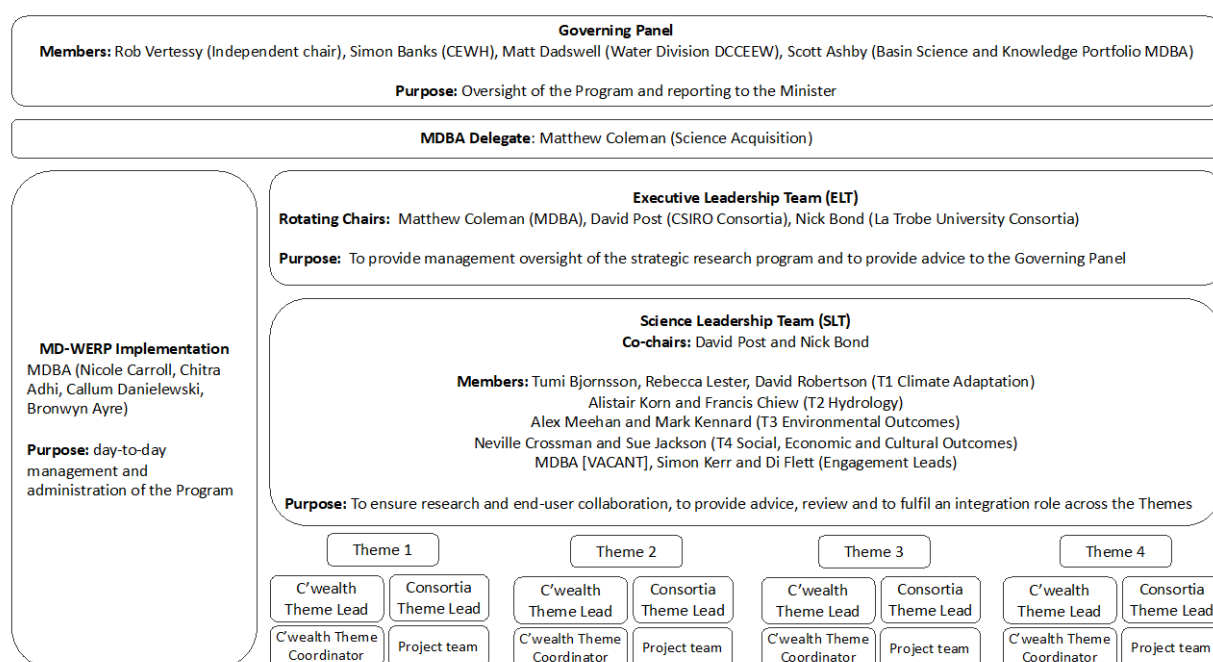 Governing Panel
Members: Rob Vertessy (Independent chair), Simon Banks (CEWH), Matt Dadswell (Water Division DCCEEW), Scott Ashby (Basin Science and Knowledge Portfolio MDBA)
Purpose: Oversight of the Program and reporting to the Minister
MDBA Delegate: Matthew Coleman (Science Acquisition)
MD-WERP Implementation
MDBA (Nicole Carroll, Chitra
Adhi, Callum Danielewski,
Bronwyn Ayre)
Purpose: day-to-day
management and
administration of the Program
Executive Leadership Team (ELT)
Rotating Chairs: Matthew Coleman (MDBA), David Post (CSIRO Consortia), Nick Bond (La Trobe University Consortia)
Purpose: To provide management oversight of the strategic research program and to provide advice to the Governing Panel
Science Leadership Team (SLT)
Co-chairs: David Post and Nick Bond
Members: Tumi Bjornsson, Rebecca Lester, David Robertson (T1 Climate Adaptation)
Alistair Korn and Francis Chiew (T2 Hydrology)
Alex Meehan and Mark Kennard (T3 Environmental Outcomes)
Neville Crossman and Sue Jackson (T4 Social, Economic and Cultural Outcomes)
MDBA [VACANT], Simon Kerr and Di Flett (Engagement Leads)
Purpose: To ensure research and end-user collaboration, to provide advice, review and to fulfil an integration role across the Themes
Theme 1
C'wealth
Theme Lead
Consortia
Theme Lead
C'wealth Theme
Coordinator
Project team
Theme 2
C'wealth
Theme Lead
Consortia
Theme Lead
C'wealth Theme
Coordinator
Project team
Theme 3
C'wealth
Theme Lead
Consortia
Theme Lead
C'wealth Theme
Coordinator
Project team
Theme 4
C'wealth
Theme Lead
Consortia
Theme Lead
C'wealth Theme
Coordinator
Project team